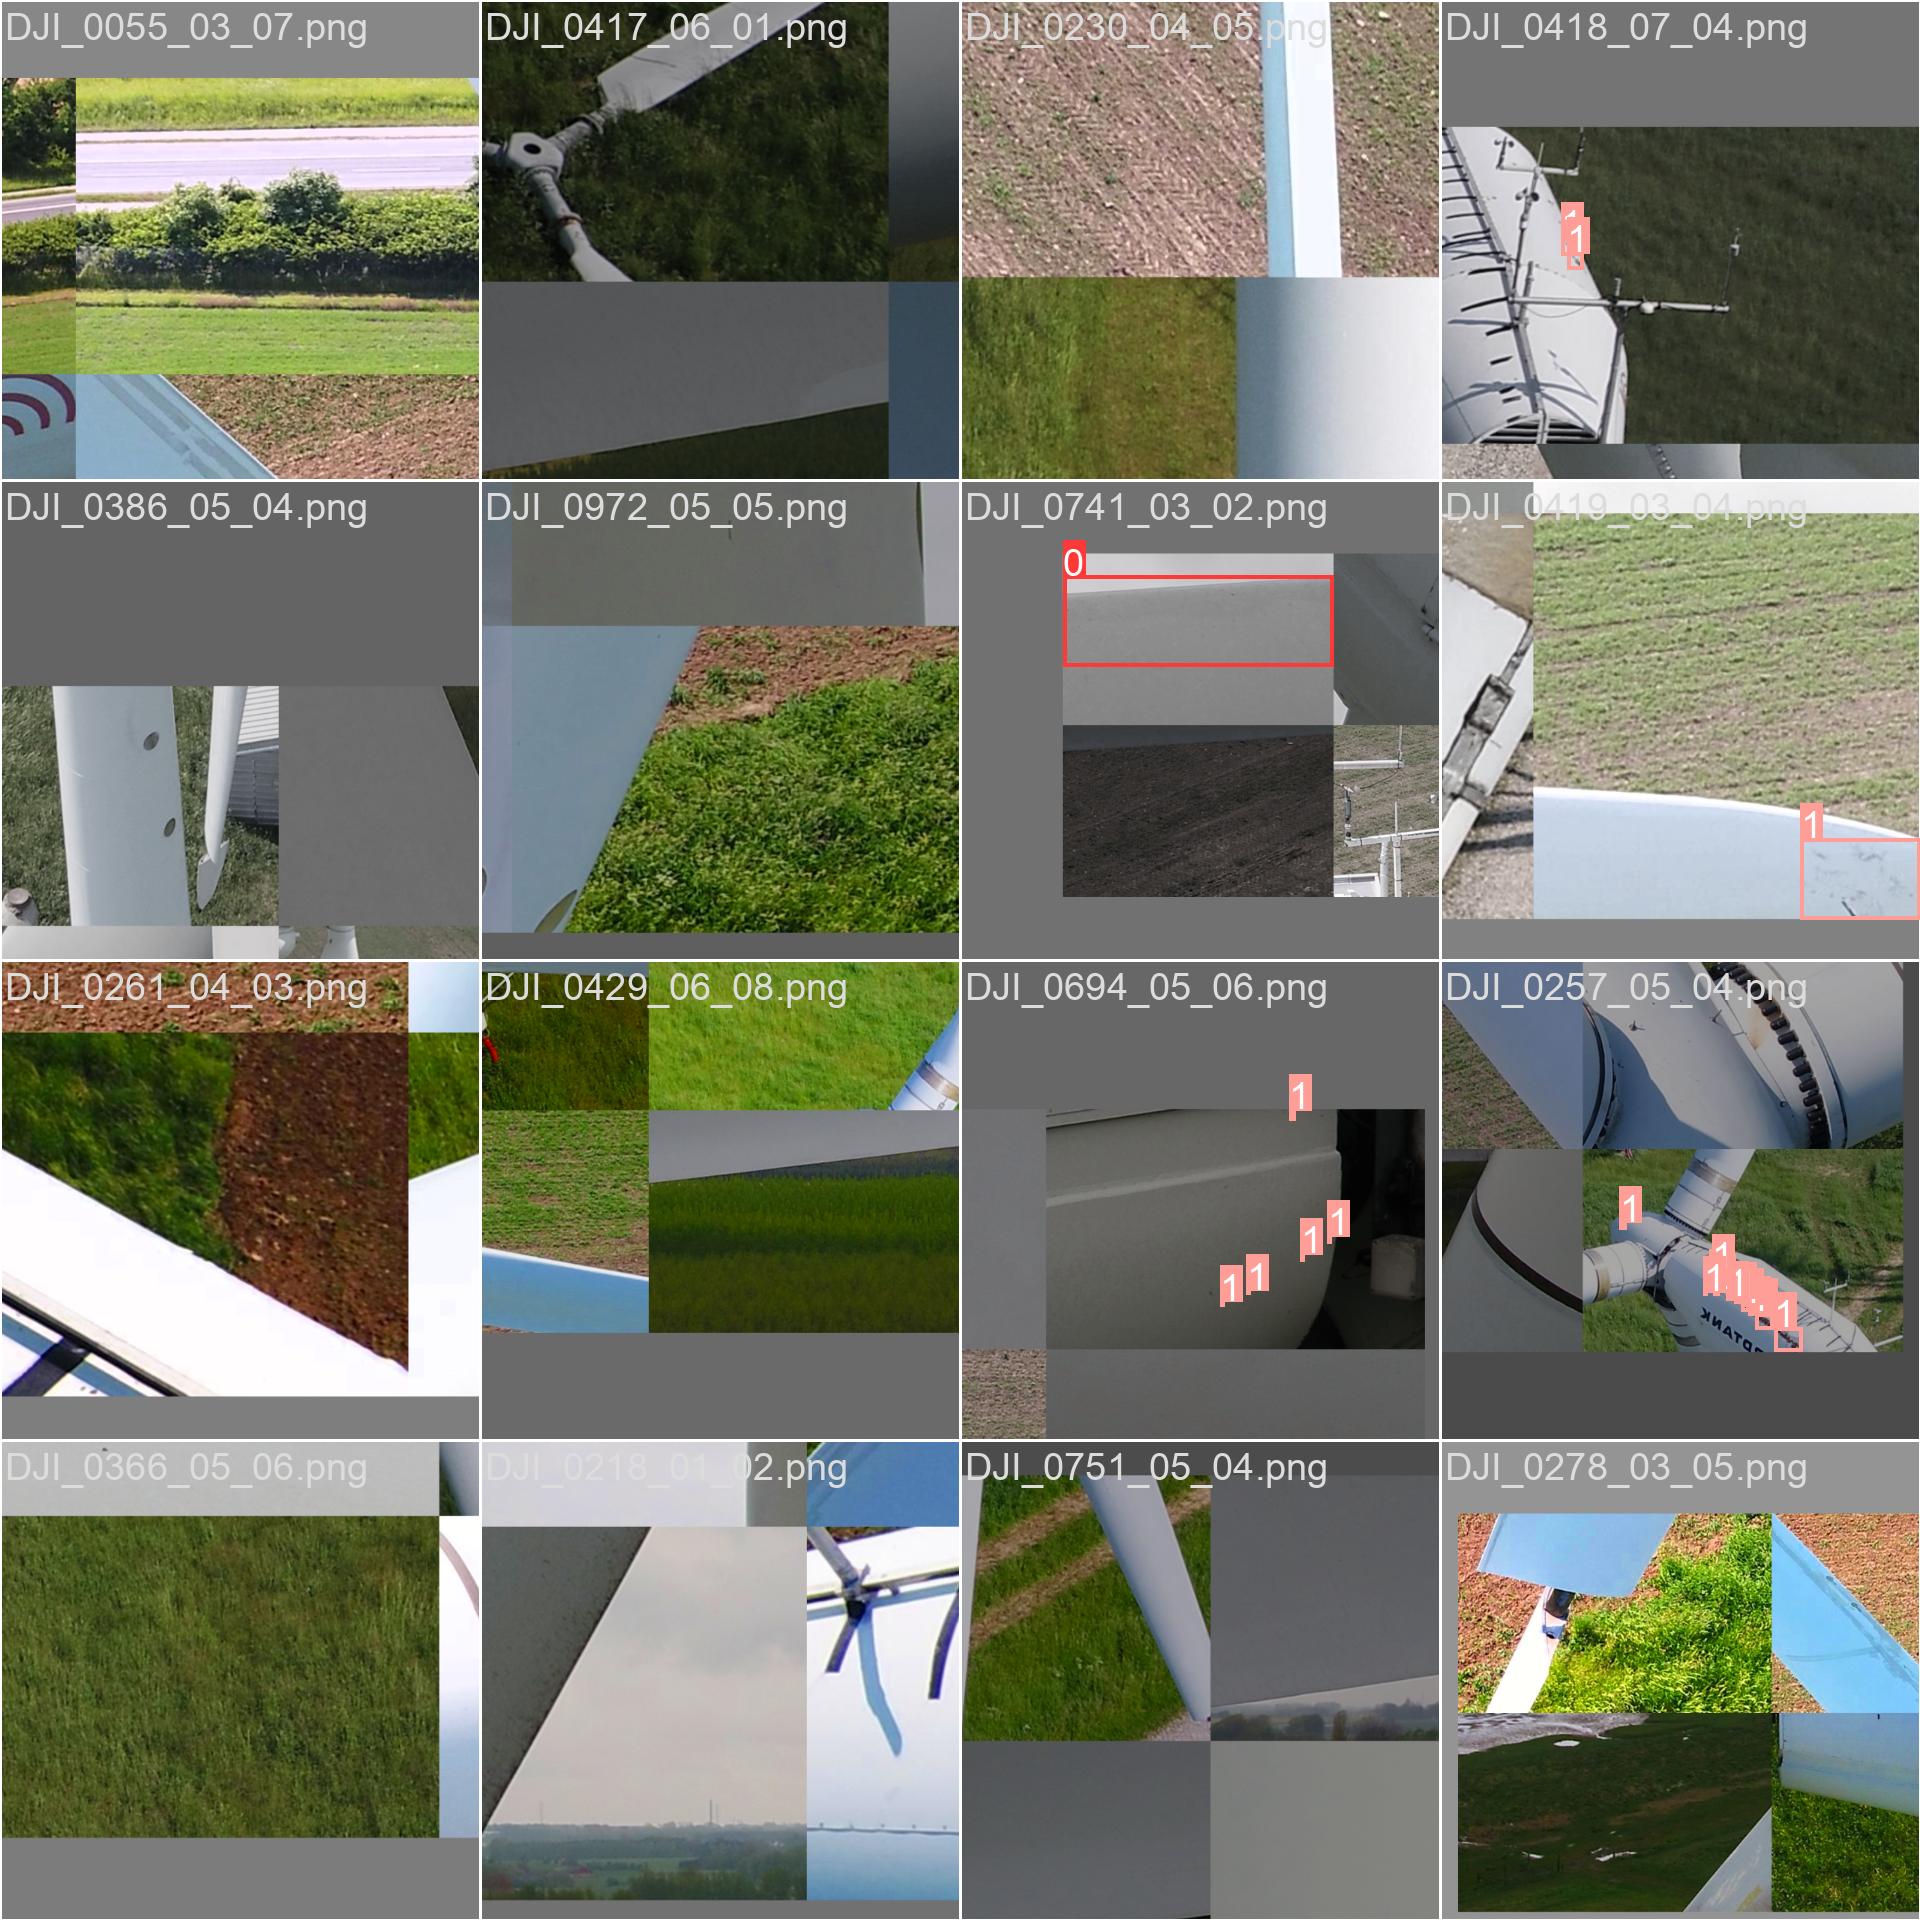 DJI_0055_03_07.png
DJI_0417_06_01.png
DJI_0230_04_05.png
DJI_0418_07_04.png
1
1
DJI_0386_05_04.png
DJI_0972_05_05.png
DJI_0741_03_02.png
0
DJI_0419_03_04.png
1
DJI_0261_04_03.png
DJI_0429_06_08.png
DJI_0694_05_06.png
1
1
1
1
1
DJI_0257_05_04.png
1
1
1
1
1
DJI_0366_05_06.png
DJI_0218_01_02.png
DJI_0751_05_04.png
DJI_0278_03_05.png